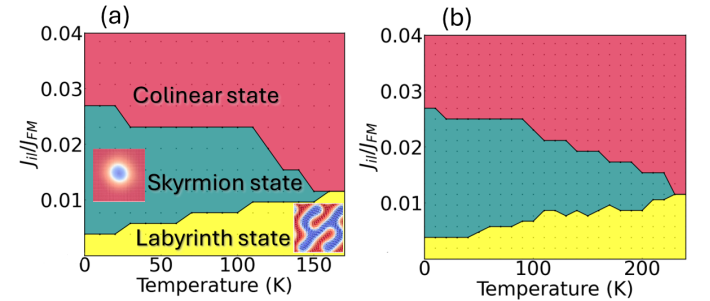 (a)
0.04
0.03
0.02
0.01
J_il/J_FM
Colinear state
Skyrmion state
Labyrinth state
0 50 100 150
Temperature (K)
(b)
0.04
0.03
0.02
0.01
J_il/J_FM
0 100 200
Temperature (K)